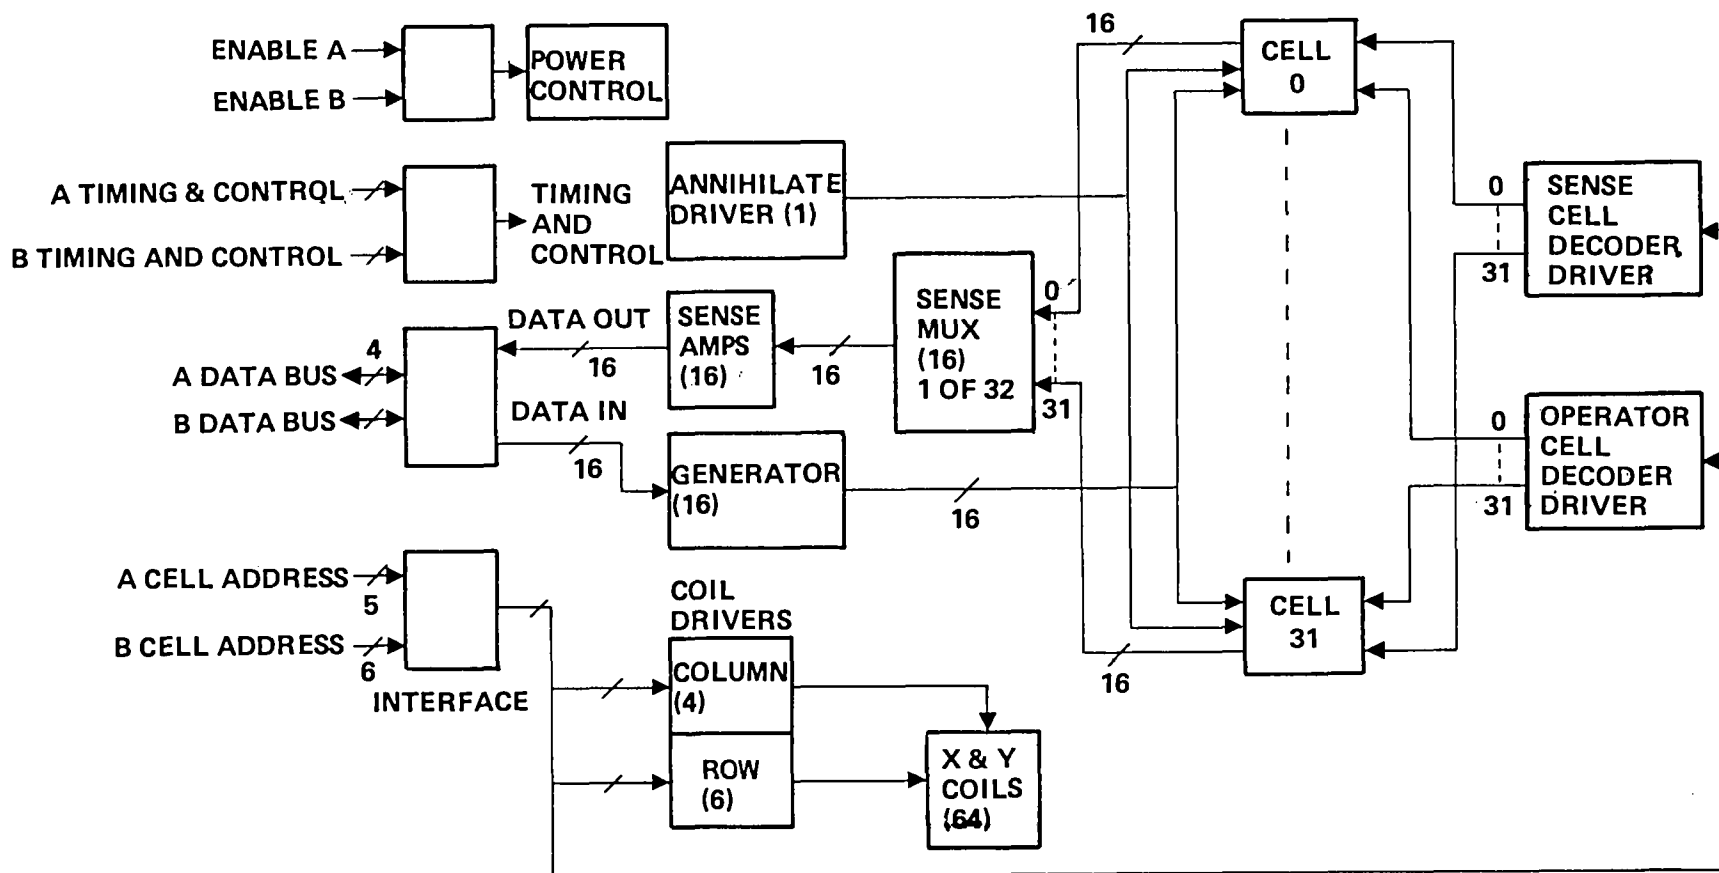 ENABLE A
ENABLE B
POWER
CONTROL
A TIMING & CONTROL
B TIMING AND CONTROL
TIMING
AND
CONTROL
ANNIHILATE
DRIVER (1)
DATA OUT
16
SENSE
AMPS
(16)
16
SENSE
MUX
(16)
1 OF 32
0
31
4
A DATA BUS
B DATA BUS
DATA IN
16
GENERATOR
(16)
16
A CELL ADDRESS
5
B CELL ADDRESS
6
INTERFACE
COIL
DRIVERS
COLUMN
(4)
ROW
(6)
X & Y
COILS
(64)
16
CELL
0
CELL
31
16
0
31
SENSE
CELL
DECODER
DRIVER
0
31
OPERATOR
CELL
DECODER
DRIVER